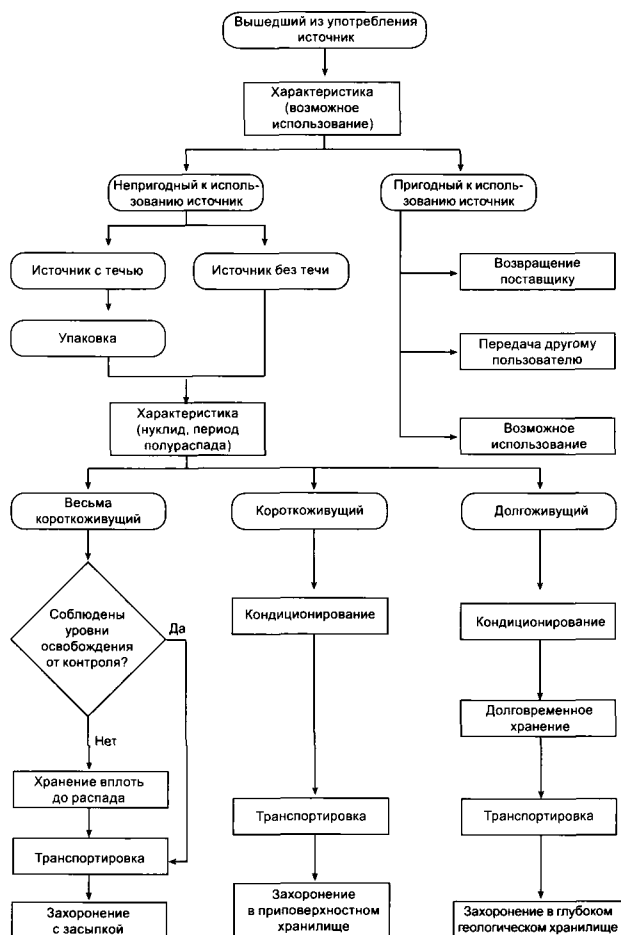 Вышедший из употребления
источник
Характеристика
(возможное
использование)
Непригодный к исполь-
зованию источник
Пригодный к исполь-
зованию источник
Источник с течью
Источник без течи
Возвращение
поставщику
Упаковка
Передача другому
пользователю
Характеристика
(нуклид, период
полураспада)
Возможное
использование
Весьма
короткоживущий
Короткоживущий
Долгоживущий
Соблюдены
уровни
освобождения
от контроля?
Да
Кондиционирование
Кондиционирование
Долговременное
хранение
Нет
Хранение вплоть
до распада
Транспортировка
Транспортировка
Транспортировка
Захоронение
с засыпкой
Захоронение
в приповерхностном
хранилище
Захоронение в глубоком
геологическом хранилище